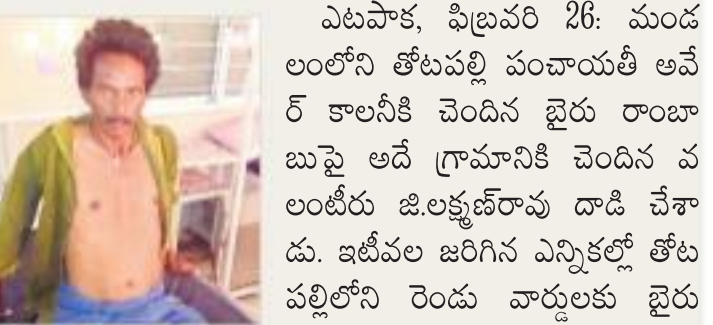 ఎటపాక, ఫిబ్రవరి 26: మండ
లంలోని తోటపల్లి పంచాయతీ అవే
ర్ కాలనీకి చెందిన బైరు రాంబా
బుపై అదే గ్రామానికి చెందిన వ
లంటీరు జి.లక్ష్మణ్‌రావు దాడి చేశా
డు. ఇటీవల జరిగిన ఎన్నికల్లో తోట
పల్లిలోని రెండు వార్డులకు బైరు